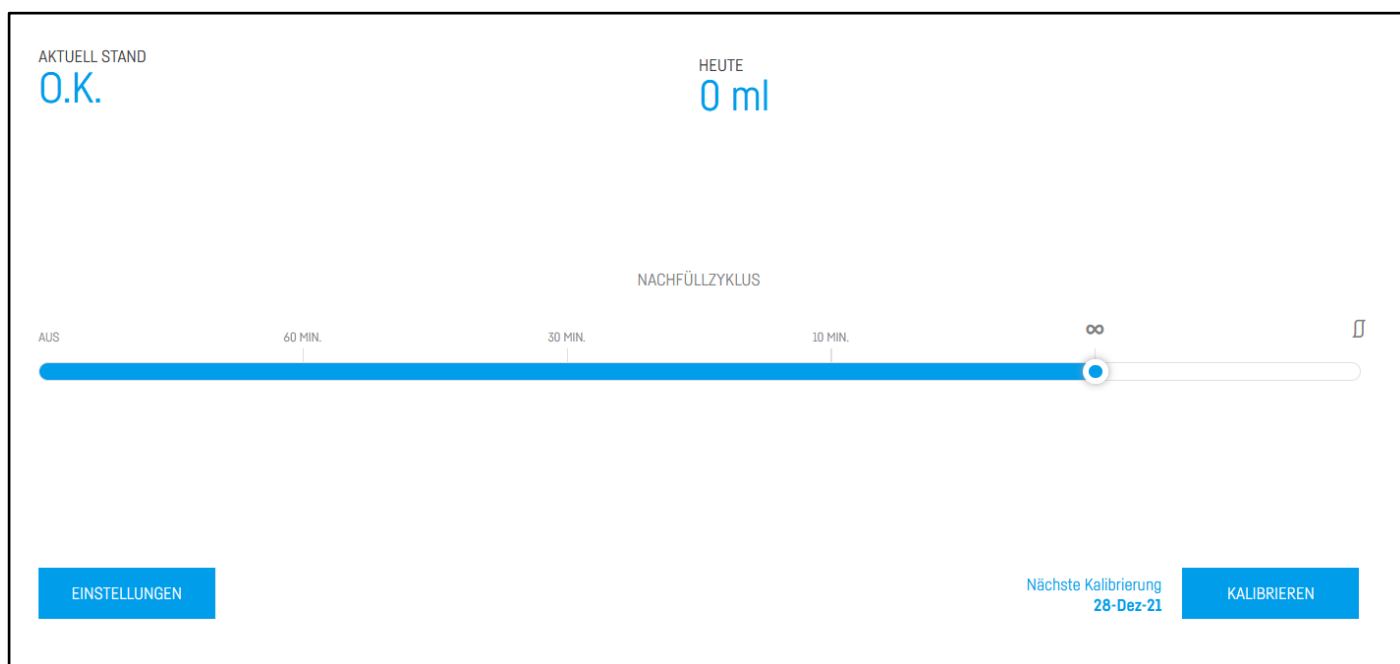 AKTUELL STAND
O.K.
HEUTE
0 ml
NACHFÜLLZYKLUS
AUS
60 MIN.
30 MIN.
10 MIN.
∞
EINSTELLUNGEN
Nächste Kalibrierung
28-Dez-21
KALIBRIEREN